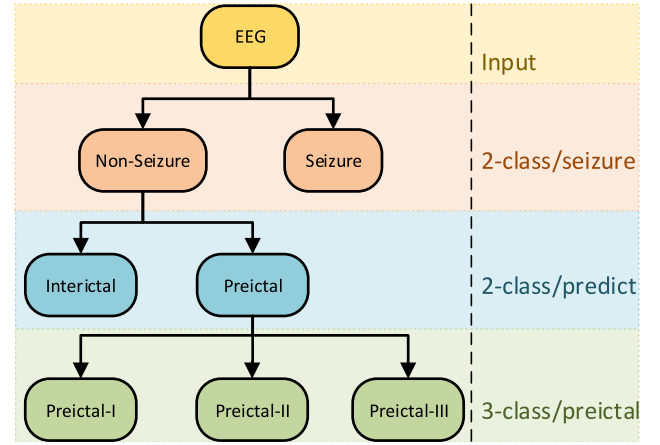 EEG
Input
Non-Seizure
Seizure
2-class/seizure
Interictal
Preictal
2-class/predict
Preictal-I
Preictal-II
Preictal-III
3-class/preictal